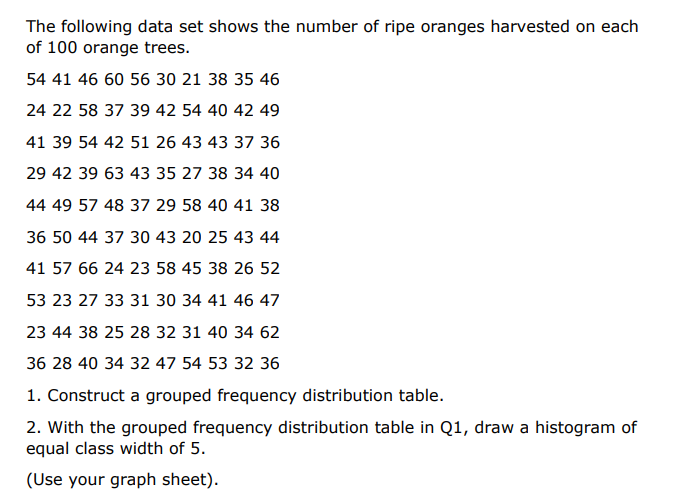 The following data set shows the number of ripe oranges harvested on each
of 100 orange trees.
54 41 46 60 56 30 21 38 35 46
24 22 58 37 39 42 54 40 42 49
41 39 54 42 51 26 43 43 37 36
29 42 39 63 43 35 27 38 34 40
44 49 57 48 37 29 58 40 41 38
36 50 44 37 30 43 20 25 43 44
41 57 66 24 23 58 45 38 26 52
53 23 27 33 31 30 34 41 46 47
23 44 38 25 28 32 31 40 34 62
36 28 40 34 32 47 54 53 32 36
1. Construct a grouped frequency distribution table.
2. With the grouped frequency distribution table in Q1, draw a histogram of
equal class width of 5.
(Use your graph sheet).